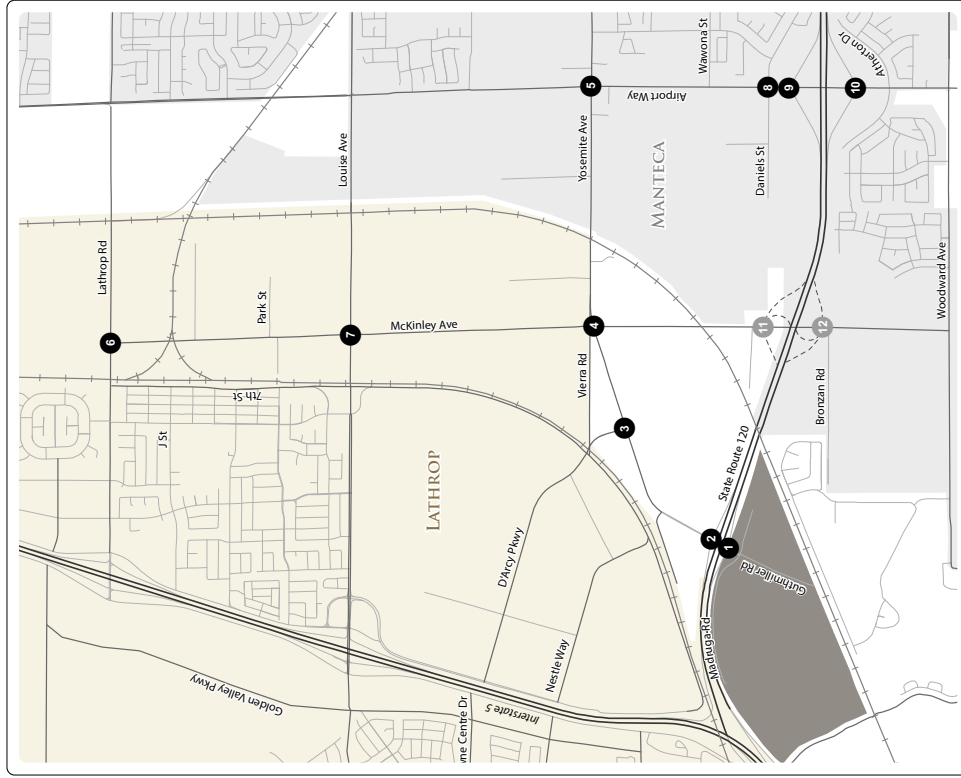 Wawona St
Atherton Dr
5
8
9
10
Airport Way
Louise Ave
Yosemite Ave
MANTECA
Daniels St
Lathrop Rd
Woodward Ave
Park St
McKinley Ave
6
7
4
11
12
Vierra Rd
Bronzan Rd
7th St
J St
3
LATHROP
State Route 120
D'Arcy Pkwy
2
1
Guthmiller Rd
Nestle Way
Madruga Rd
Golden Valley Pkwy
Interstate 5
ne Centre Dr